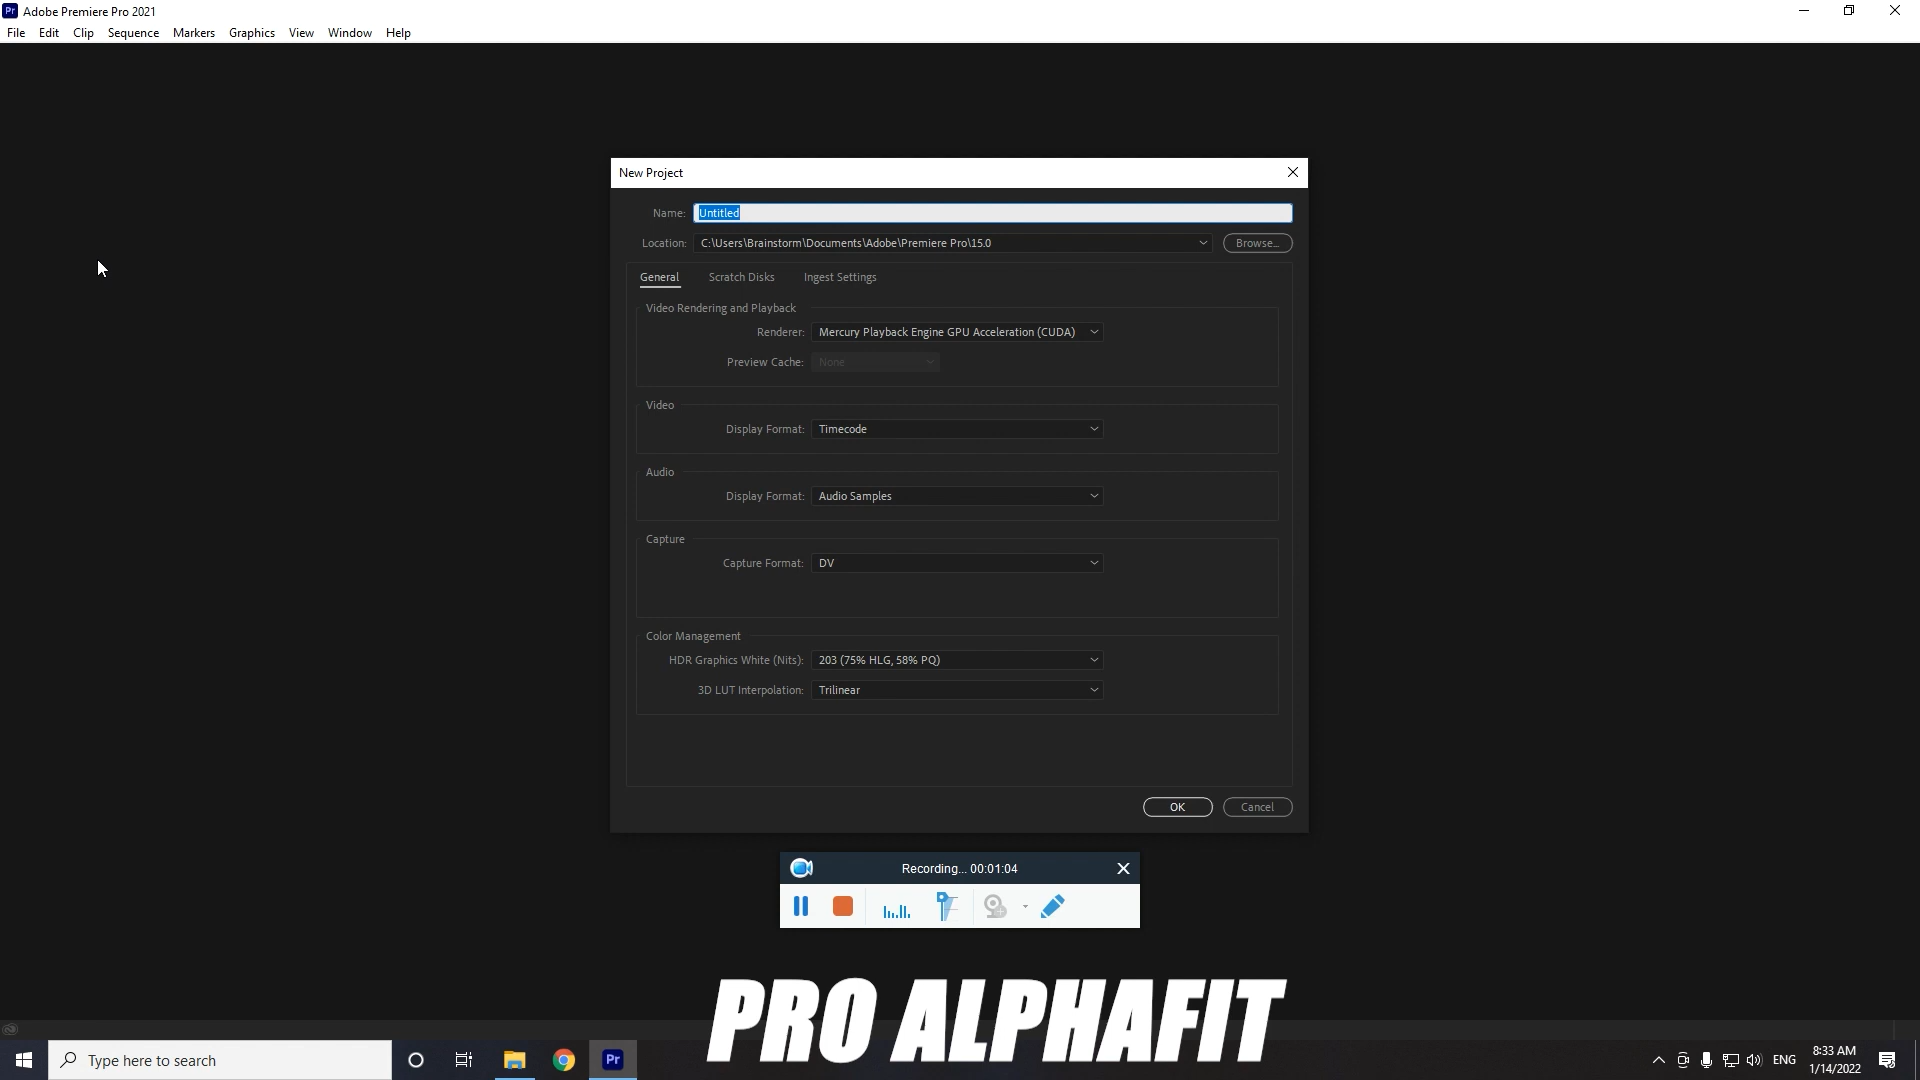 Pr Adobe Premiere Pro 2021
File Edit Clip Sequence Markers Graphics View Window Help
New Project
Name: Untitled
Location: C:\Users\Brainstorm\Documents\Adobe\Premiere Pro\15.0 Browse...
General Scratch Disks Ingest Settings
Video Rendering and Playback
Renderer: Mercury Playback Engine GPU Acceleration (CUDA)
Preview Cache: None
Video
Display Format: Timecode
Audio
Display Format: Audio Samples
Capture
Capture Format: DV
Color Management
HDR Graphics White (Nits): 203 (75% HLG, 58% PQ)
3D LUT Interpolation: Trilinear
OK Cancel
Recording... 00:01:04
PRO ALPHAFIT
Type here to search Pr ENG 8:33 AM
1/14/2022